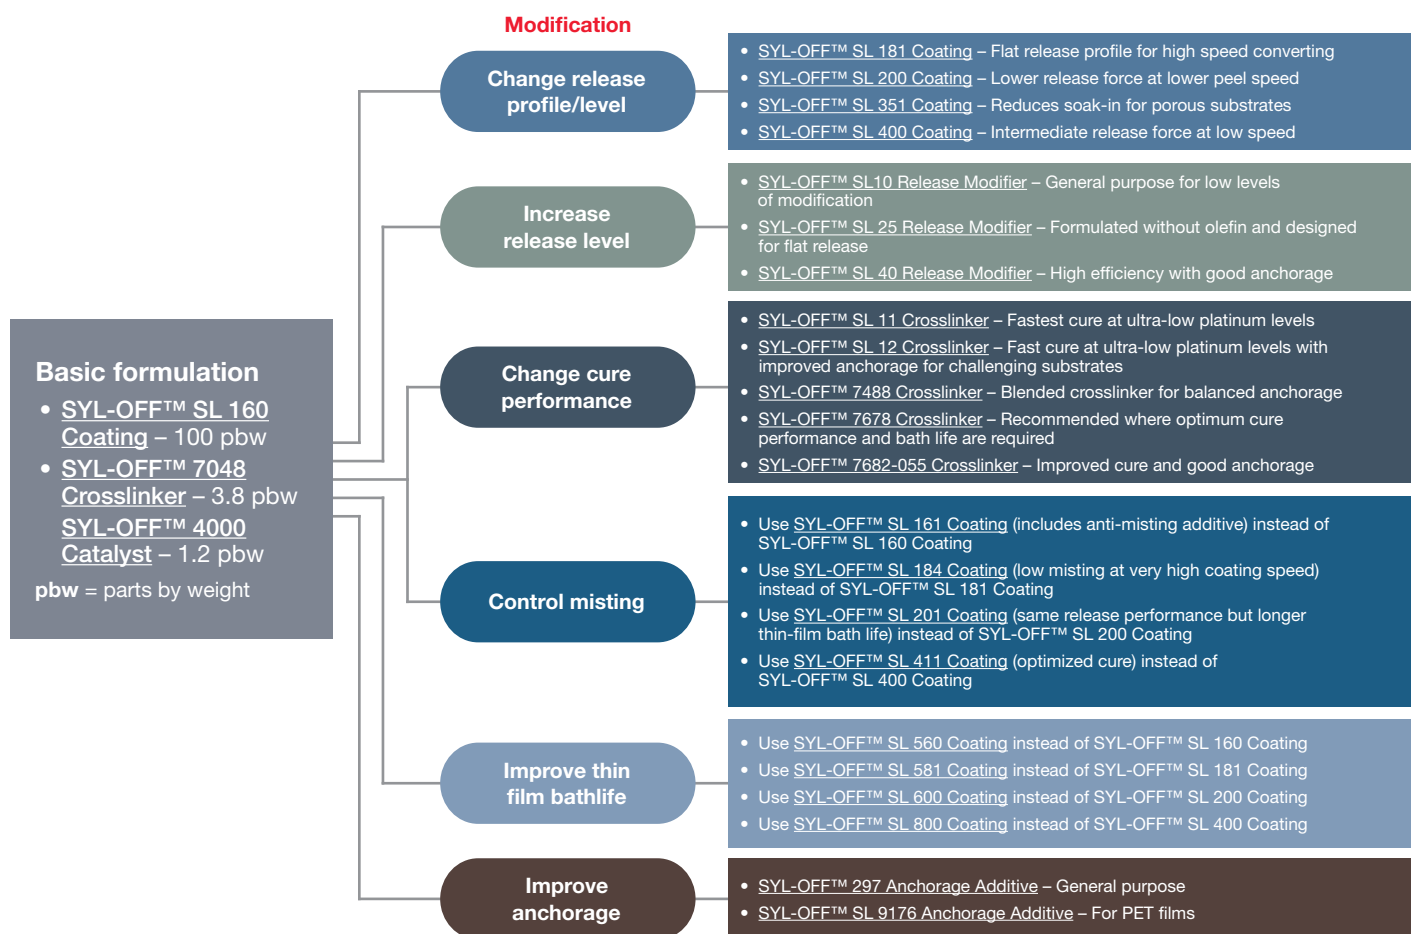 Modification
Basic formulation
• SYL-OFF™ SL 160
Coating – 100 pbw
• SYL-OFF™ 7048
Crosslinker – 3.8 pbw
SYL-OFF™ 4000
Catalyst – 1.2 pbw
pbw = parts by weight
Change release
profile/level
• SYL-OFF™ SL 181 Coating – Flat release profile for high speed converting
• SYL-OFF™ SL 200 Coating – Lower release force at lower peel speed
• SYL-OFF™ SL 351 Coating – Reduces soak-in for porous substrates
• SYL-OFF™ SL 400 Coating – Intermediate release force at low speed
Increase
release level
• SYL-OFF™ SL10 Release Modifier – General purpose for low levels
of modification
• SYL-OFF™ SL 25 Release Modifier – Formulated without olefin and designed
for flat release
• SYL-OFF™ SL 40 Release Modifier – High efficiency with good anchorage
Change cure
performance
• SYL-OFF™ SL 11 Crosslinker – Fastest cure at ultra-low platinum levels
• SYL-OFF™ SL 12 Crosslinker – Fast cure at ultra-low platinum levels with
improved anchorage for challenging substrates
• SYL-OFF™ 7488 Crosslinker – Blended crosslinker for balanced anchorage
• SYL-OFF™ 7678 Crosslinker – Recommended where optimum cure
performance and bath life are required
• SYL-OFF™ 7682-055 Crosslinker – Improved cure and good anchorage
Control misting
• Use SYL-OFF™ SL 161 Coating (includes anti-misting additive) instead of
SYL-OFF™ SL 160 Coating
• Use SYL-OFF™ SL 184 Coating (low misting at very high coating speed)
instead of SYL-OFF™ SL 181 Coating
• Use SYL-OFF™ SL 201 Coating (same release performance but longer
thin-film bath life) instead of SYL-OFF™ SL 200 Coating
• Use SYL-OFF™ SL 411 Coating (optimized cure) instead of
SYL-OFF™ SL 400 Coating
Improve thin
film bathlife
• Use SYL-OFF™ SL 560 Coating instead of SYL-OFF™ SL 160 Coating
• Use SYL-OFF™ SL 581 Coating instead of SYL-OFF™ SL 181 Coating
• Use SYL-OFF™ SL 600 Coating instead of SYL-OFF™ SL 200 Coating
• Use SYL-OFF™ SL 800 Coating instead of SYL-OFF™ SL 400 Coating
Improve
anchorage
• SYL-OFF™ 297 Anchorage Additive – General purpose
• SYL-OFF™ SL 9176 Anchorage Additive – For PET films